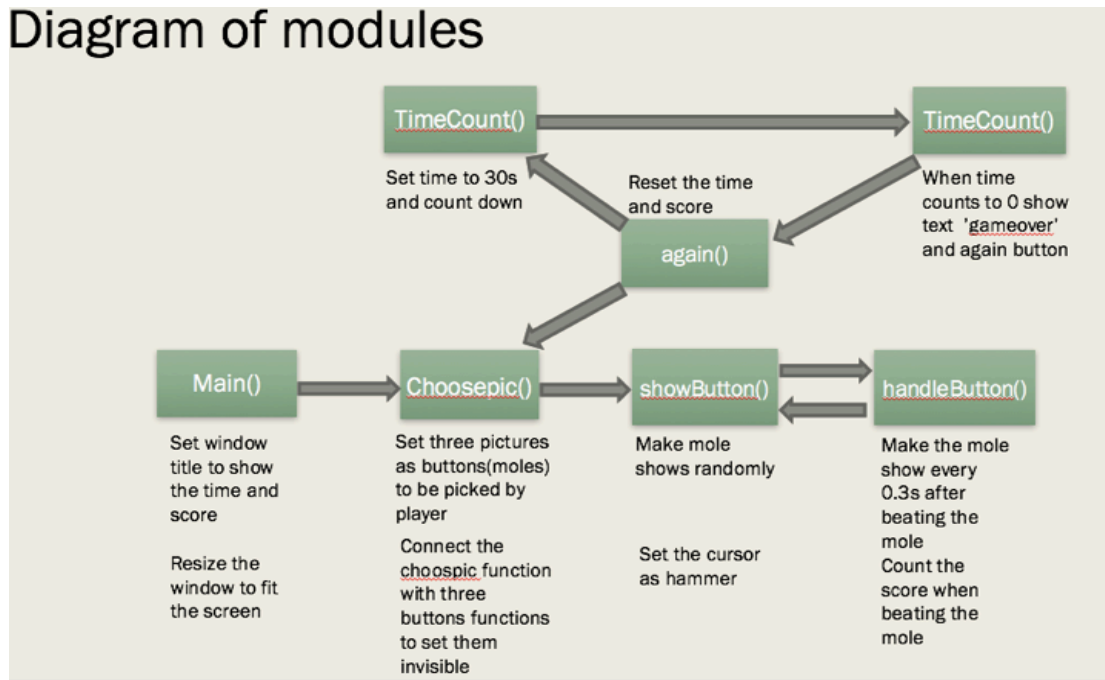 Diagram of modules
TimeCount()
Set time to 30s
and count down
TimeCount()
When time
counts to 0 show
text 'gameover'
and again button
Reset the time
and score
again()
Main()
Set window
title to show
the time and
score
Resize the
window to fit
the screen
Choosepic()
Set three pictures
as buttons(moles)
to be picked by
player
Connect the
choospic function
with three
buttons functions
to set them
invisible
showButton()
Make mole
shows randomly
Set the cursor
as hammer
handleButton()
Make the mole
show every
0.3s after
beating the
mole
Count the
score when
beating the
mole